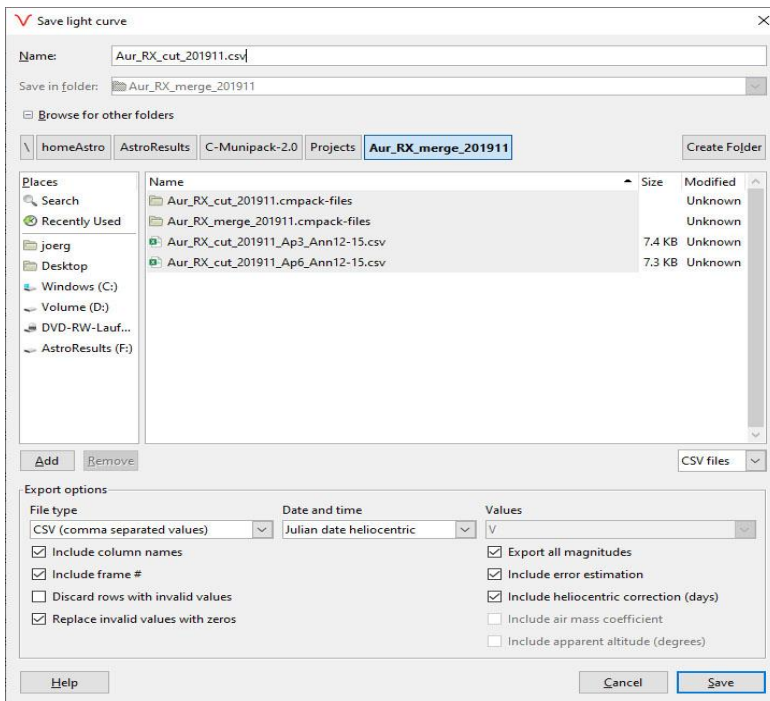 Save light curve
Name: Aur_RX_cut_201911.csv
Save in folder: Aur_RX_merge_201911
Browse for other folders
\ homeAstro AstroResults C-Munipack-2.0 Projects Aur_RX_merge_201911 Create Folder
Places Name Size Modified
Search Aur_RX_cut_201911.cmpack-files Unknown
Recently Used Aur_RX_merge_201911.cmpack-files Unknown
joerg Aur_RX_cut_201911_Ap3_Ann12-15.csv 7.4 KB Unknown
Desktop Aur_RX_cut_201911_Ap6_Ann12-15.csv 7.3 KB Unknown
Windows (C:)
Volume (D:)
DVD-RW-Lauf...
AstroResults (F:)
Add Remove CSV files
Export options
File type Date and time Values
CSV (comma separated values) Julian date heliocentric V
Include column names Export all magnitudes
Include frame # Include error estimation
Discard rows with invalid values Include heliocentric correction (days)
Replace invalid values with zeros Include air mass coefficient
Include apparent altitude (degrees)
Help Cancel Save